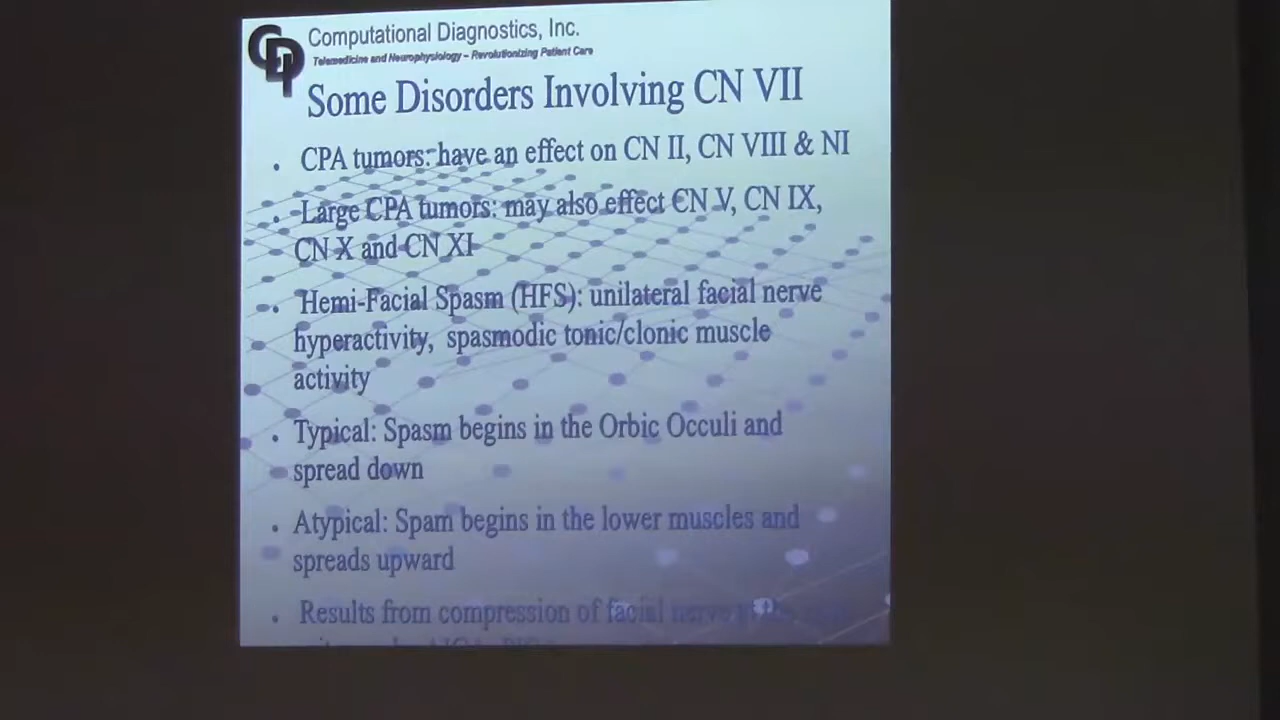 CDI
Computational Diagnostics, Inc.
Telemedicine and Neurophysiology – Revolutionizing Patient Care
Some Disorders Involving CN VII
• CPA tumors: have an effect on CN II, CN VIII & NI
• Large CPA tumors: may also effect CN V, CN IX,
CN X and CN XI
• Hemi-Facial Spasm (HFS): unilateral facial nerve
hyperactivity, spasmodic tonic/clonic muscle
activity
• Typical: Spasm begins in the Orbic Occuli and
spread down
• Atypical: Spam begins in the lower muscles and
spreads upward
• Results from compression of facial nerve